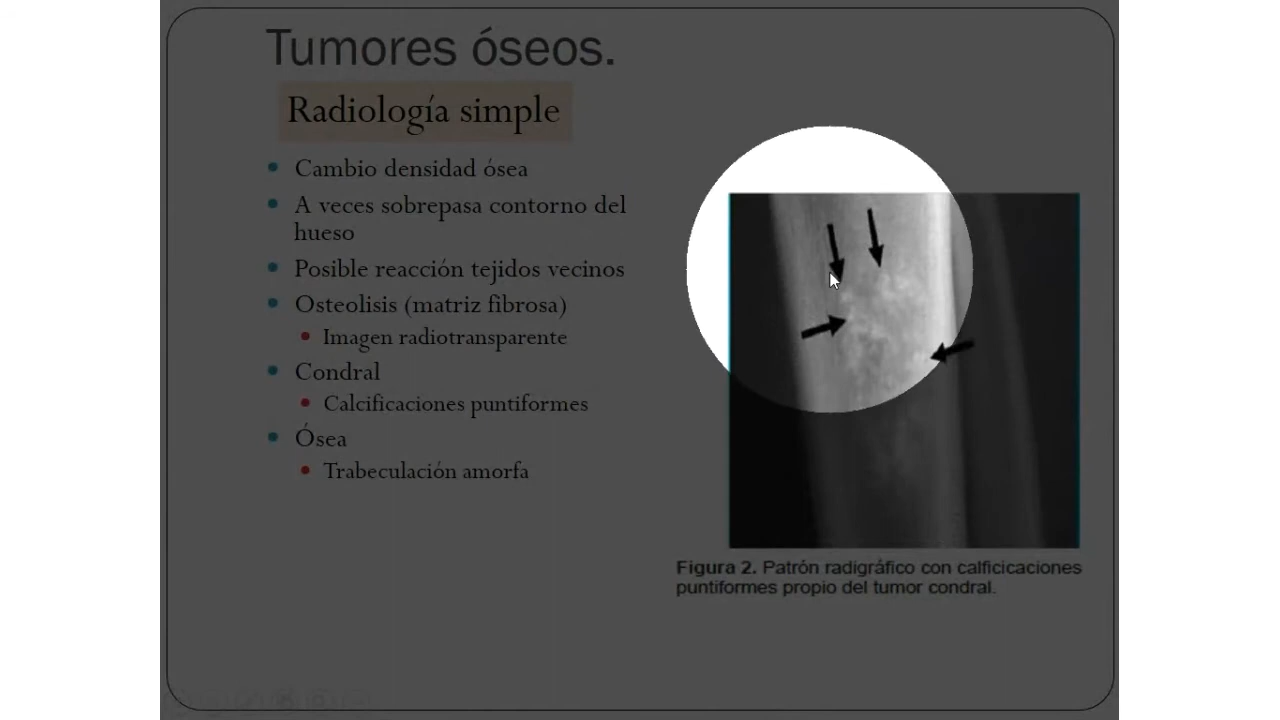 Tumores óseos.
Radiología simple
Cambio densidad ósea
A veces sobrepasa contorno del
hueso
Posible reacción tejidos vecinos
Osteolisis (matriz fibrosa)
Imagen radiotransparente
Condral
Calcificaciones puntiformes
Ósea
Trabeculación amorfa
Figura 2. Patrón radigráfico con calficicaciones
puntiformes propio del tumor condral.